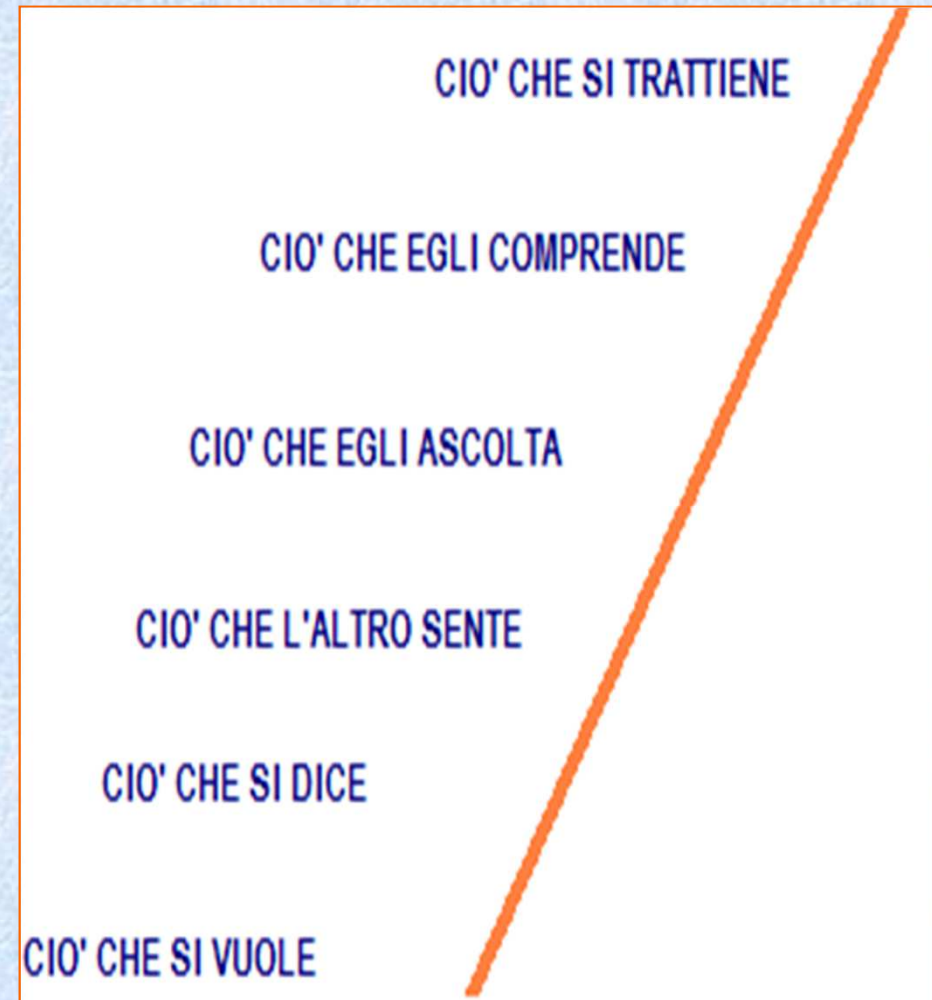 CIO' CHE SI TRATTIENE
CIO' CHE EGLI COMPRENDE
CIO' CHE EGLI ASCOLTA
CIO' CHE L'ALTRO SENTE
CIO' CHE SI DICE
CIO' CHE SI VUOLE